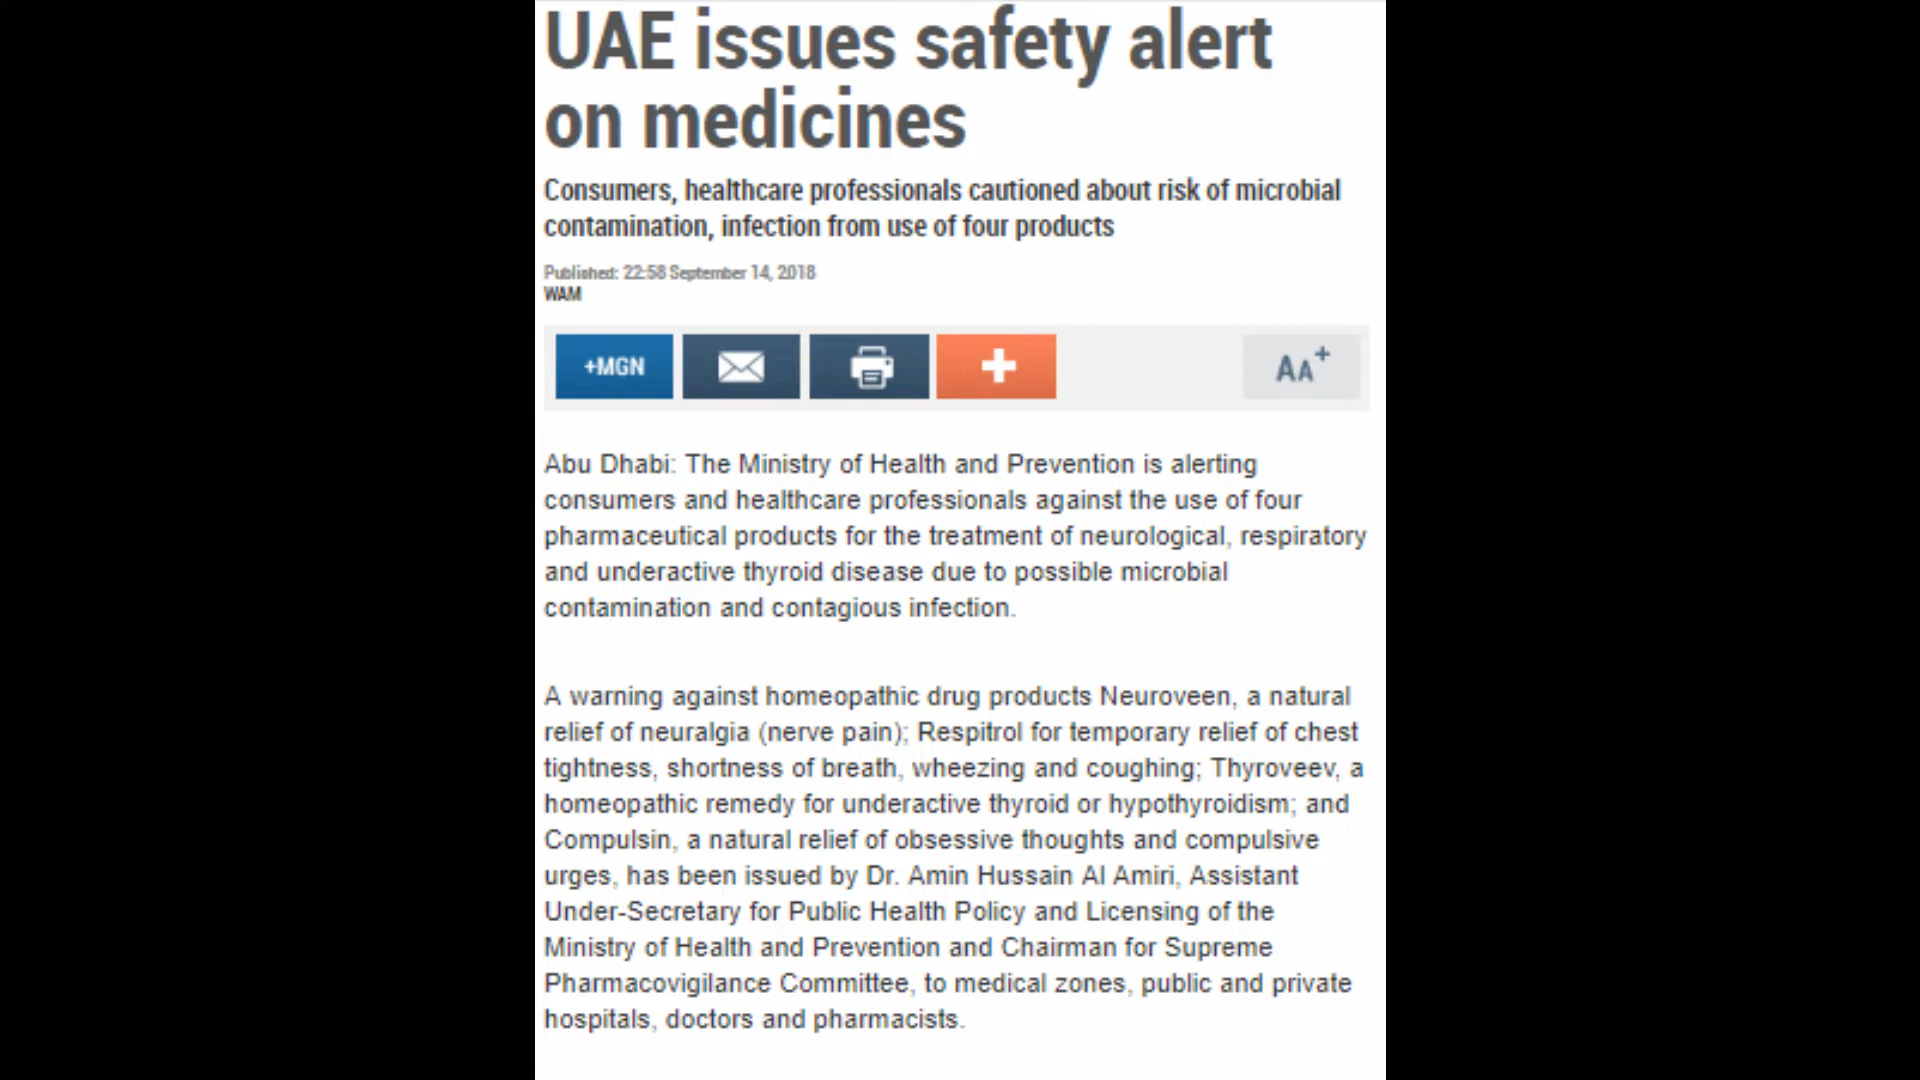 UAE issues safety alert
on medicines
Consumers, healthcare professionals cautioned about risk of microbial
contamination, infection from use of four products
Published: 22:58 September 14, 2018
WAM
+MGN
AA+
Abu Dhabi: The Ministry of Health and Prevention is alerting
consumers and healthcare professionals against the use of four
pharmaceutical products for the treatment of neurological, respiratory
and underactive thyroid disease due to possible microbial
contamination and contagious infection.
A warning against homeopathic drug products Neuroveen, a natural
relief of neuralgia (nerve pain); Respitrol for temporary relief of chest
tightness, shortness of breath, wheezing and coughing; Thyroveev, a
homeopathic remedy for underactive thyroid or hypothyroidism; and
Compulsin, a natural relief of obsessive thoughts and compulsive
urges, has been issued by Dr. Amin Hussain Al Amiri, Assistant
Under-Secretary for Public Health Policy and Licensing of the
Ministry of Health and Prevention and Chairman for Supreme
Pharmacovigilance Committee, to medical zones, public and private
hospitals, doctors and pharmacists.